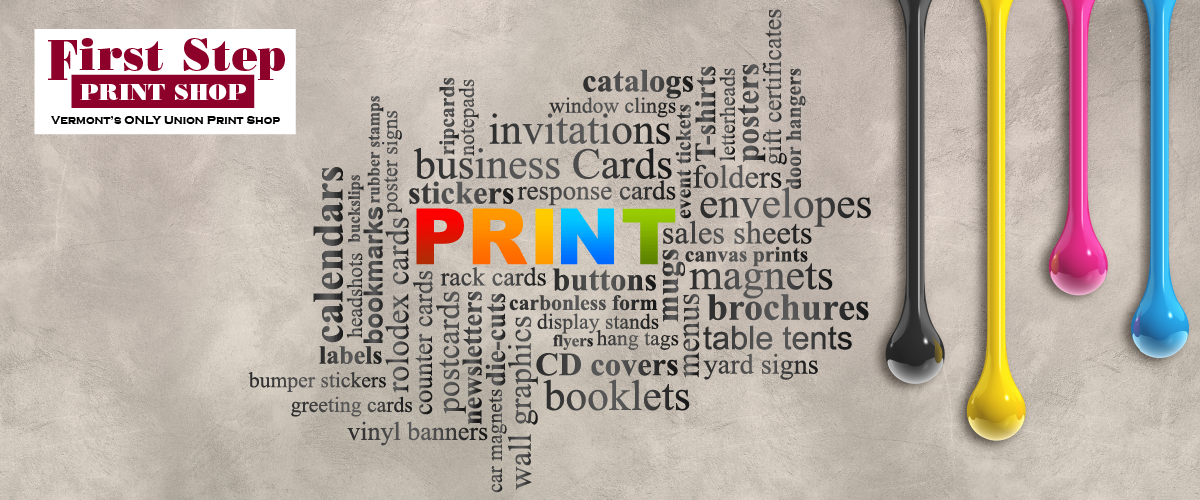 First Step
PRINT SHOP
VERMONT'S ONLY UNION PRINT SHOP
catalogs
window clings
invitations
business Cards
stickers
response cards
PRINT
rack cards
buttons
carbonless form
display stands
flyers
hang tags
CD covers
booklets
ripcards
notepads
rubber stamps
poster signs
calendars
buckslips
headshots
bookmarks
rolodex cards
labels
bumper stickers
greeting cards
vinyl banners
counter cards
postcards
newsletters
die-cuts
car magnets
wall graphics
event tickets
T-shirts
letterheads
posters
gift certificates
door hangers
folders
envelopes
sales sheets
canvas prints
mugs
magnets
brochures
menus
table tents
yard signs